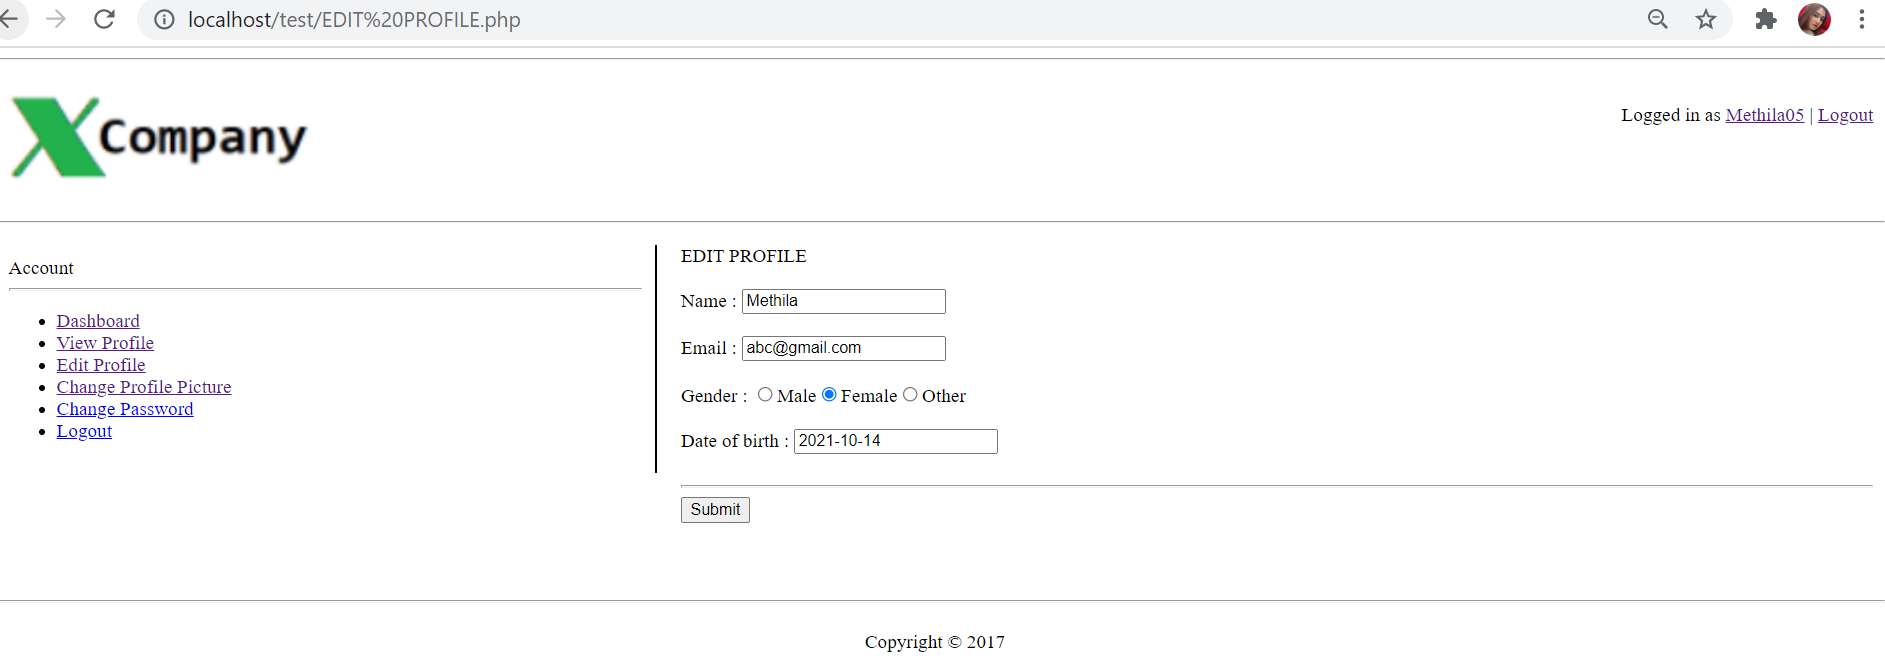 localhost/test/EDIT%20PROFILE.php
X Company
Logged in as Methila05 | Logout
Account
Dashboard
View Profile
Edit Profile
Change Profile Picture
Change Password
Logout
EDIT PROFILE
Name : Methila
Email : abc@gmail.com
Gender : Male Female Other
Date of birth : 2021-10-14
Submit
Copyright © 2017